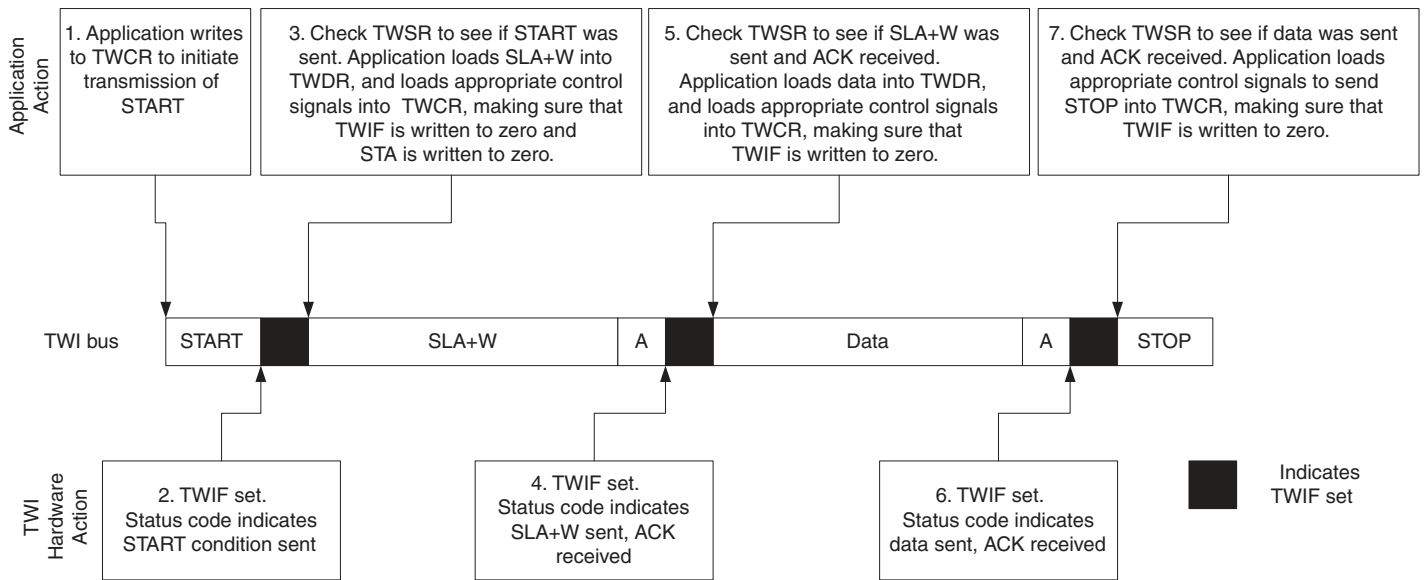 Application
Action
1. Application writes
to TWCR to initiate
transmission of
START
3. Check TWSR to see if START was
sent. Application loads SLA+W into
TWDR, and loads appropriate control
signals into TWCR, making sure that
TWIF is written to zero and
STA is written to zero.
5. Check TWSR to see if SLA+W was
sent and ACK received.
Application loads data into TWDR,
and loads appropriate control signals
into TWCR, making sure that
TWIF is written to zero.
7. Check TWSR to see if data was sent
and ACK received. Application loads
appropriate control signals to send
STOP into TWCR, making sure that
TWIF is written to zero.
TWI bus
START
SLA+W
A
Data
A
STOP
TWI
Hardware
Action
2. TWIF set.
Status code indicates
START condition sent
4. TWIF set.
Status code indicates
SLA+W sent, ACK
received
6. TWIF set.
Status code indicates
data sent, ACK received
Indicates
TWIF set